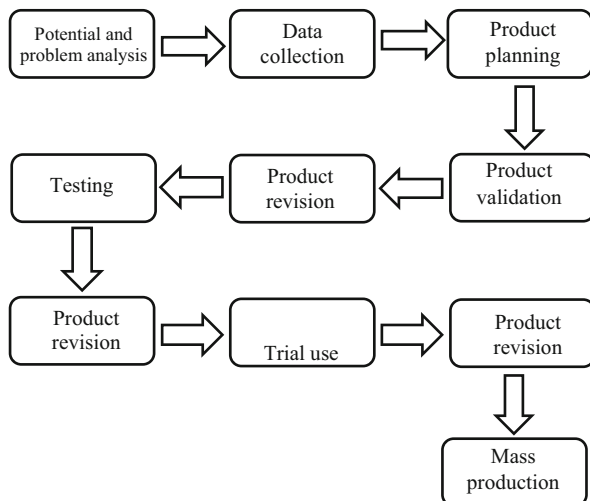 Potential and
problem analysis
Data
collection
Product
planning
Product
validation
Product
revision
Testing
Product
revision
Trial use
Product
revision
Mass
production